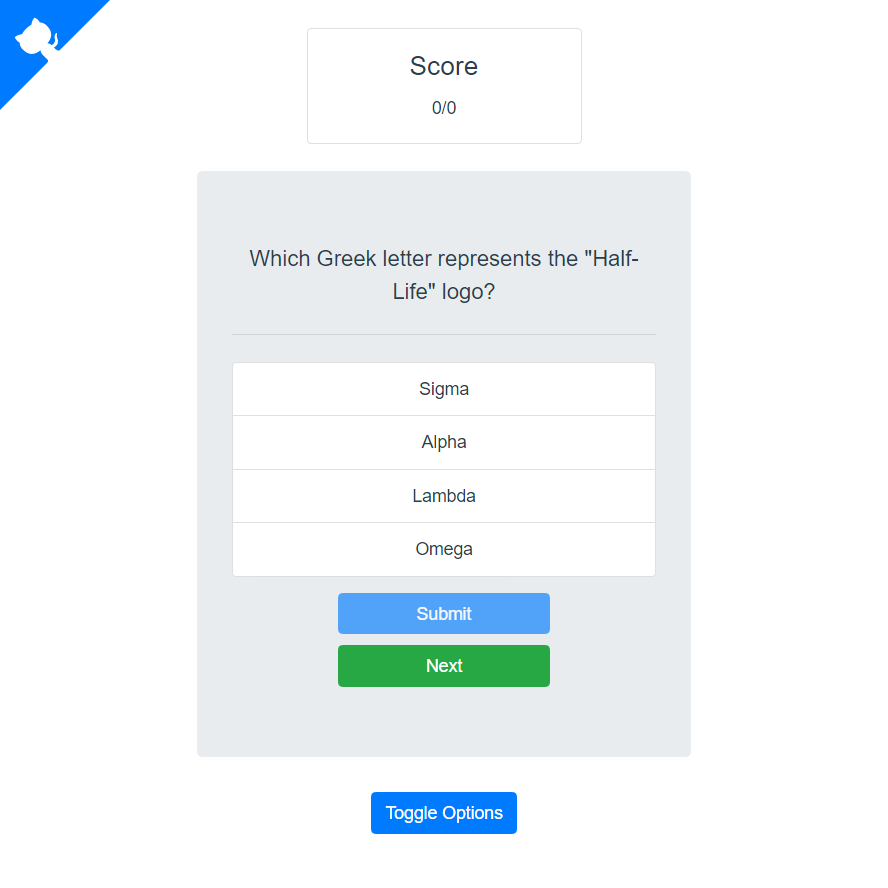 Score
0/0
Which Greek letter represents the "Half-
Life" logo?
Sigma
Alpha
Lambda
Omega
Submit
Next
Toggle Options